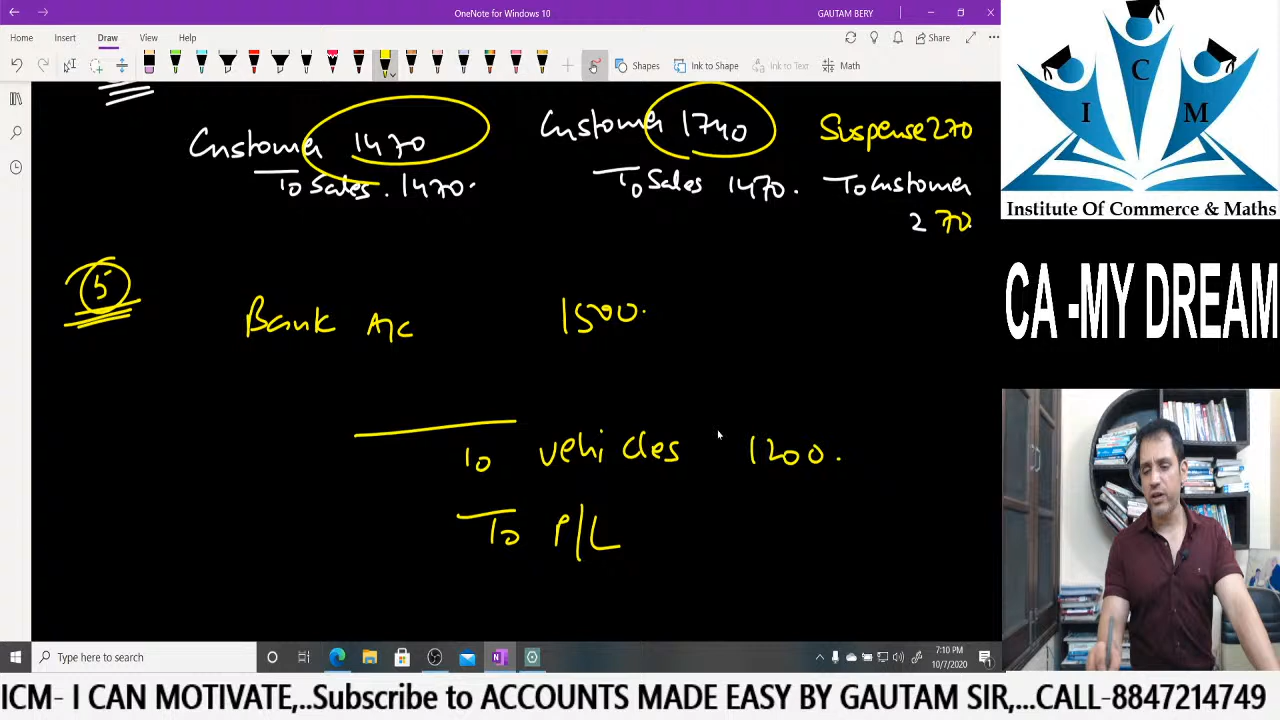 OneNote for Windows 10
GAUTAM BERY
Home Insert Draw View Help
Share
Shapes
Ink to Shape
Ink to Text
Math
Customer 1470
To Sales . 1470.
Customer 1740
To Sales 1470.
Suspense 270
To Customer
270.
5
Bank A/c 1500.
To vehicles 1200.
To P/L
I C M
Institute Of Commerce & Maths
CA -MY DREAM
Type here to search
7:10 PM
10/7/2020
ICM- I CAN MOTIVATE,..Subscribe to ACCOUNTS MADE EASY BY GAUTAM SIR,...CALL-8847214749